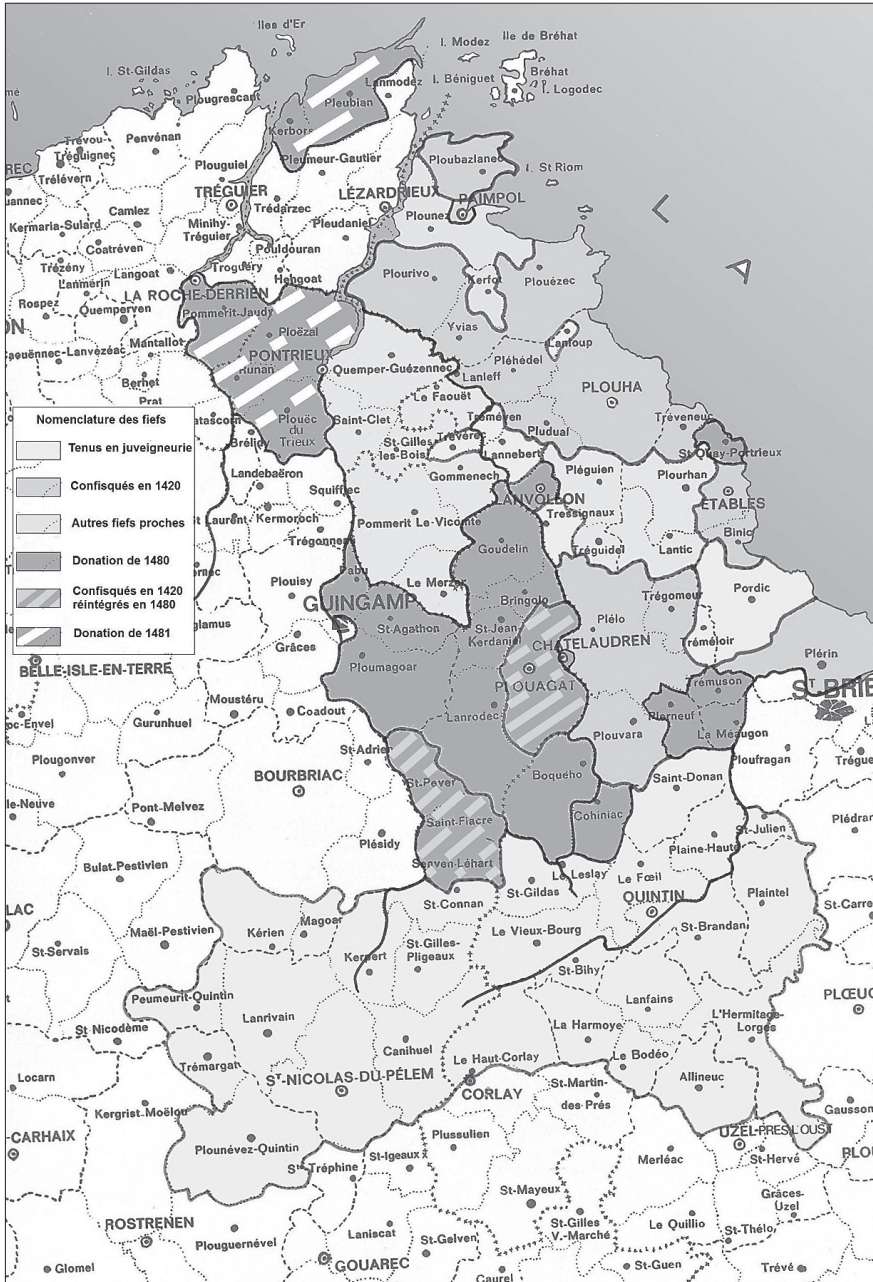 Iles d'Er
I. Modez
Ile de Bréhat
I. St-Gildas
Bréhat
I. Béniguet
I. Logodec
Plougrescant
Lanmodez
Pleubian
Kerbors
Trévou-
Tréguignec
Penvénan
Pleumeur-Gautier
Ploubazlanec
Plouguiel
I. St Riom
Trélévern
TRÉGUIER
LÉZARDRIEUX
PAIMPOL
Camlez
Trédarzec
Kermaria-Sulard
Minihy-
Tréguier
Pleudaniel
Plounez
Coatréven
Pouldouran
Trézény
Langoat
Troguéry
Plourivo
Plouézec
Lanmérin
Hengoat
Kerfot
LA ROCHE-DERRIEN
Rospez
Quemperven
Pommerit-Jaudy
Ploëzal
Yvias
Lanloup
Mantallot
PONTRIEUX
Caouënnec-Lanvézéac
Runan
Quemper-Guézennec
Pléhédel
Berhet
Lanleff
PLOUHA
Prat
Le Faouët
Nomenclature des fiefs
Tréméven
Tréveneuc
Tenus en juveigneurie
Plouëc
du
Trieux
Saint-Clet
Pludual
Brélidy
St-Gilles
les-Bois
Trévérec
Lannebert
St Quay-Portrieux
Landebaëron
Gommenech
Pléguien
Plourhan
Confisqués en 1420
Squiffiec
LANVOLLON
ÉTABLES
St Laurent
Kermoroch
Pommerit Le Vicomte
Tressignaux
Autres fiefs proches
Trégonneau
Goudelin
Tréguidel
Lantic
Binic
Donation de 1480
Plouisy
Le Merzer
Bringolo
Trégomeur
Pordic
Confisqués en 1420
réintégrés en 1480
GUINGAMP
St-Agathon
St-Jean
Kerdaniel
Plélo
CHATELAUDREN
Tréméloir
Donation de 1481
Grâces
Ploumagoar
PLOUAGAT
Plérin
BELLE-ISLE-EN-TERRE
Trémuson
Moustéru
Coadout
Lanrodec
Plerneuf
La Méaugon
Gurunhuel
Plouvara
St-Adrien
Ploufragan
Plougonver
Boquého
Saint-Donan
BOURBRIAC
St-Pever
Pont-Melvez
Saint-Fiacre
Cohiniac
St-Julien
Plésidy
Plaine-Haute
Senven-Léhart
Bulat-Pestivien
Le Leslay
Le Fœil
St-Gildas
Plaintel
St-Connan
QUINTIN
Magoar
Kérien
Le Vieux-Bourg
St-Brandan
Maël-Pestivien
St-Gilles-
Pligeaux
St-Servais
Kerpert
St-Bihy
Peumeurit-Quintin
Lanfains
Lanrivain
L'Hermitage-
Lorges
St Nicodème
La Harmoye
Canihuel
Trémargat
Le Haut-Corlay
Le Bodéo
Locarn
ST-NICOLAS-DU-PÉLEM
Allineuc
CORLAY
St-Martin-
des-Prés
Kergrist-Moëlou
CARHAIX
Plussulien
UZEL-PRES L'OUST
Plounévez-Quintin
Ste Tréphine
St-Igeaux
Merléac
St-Hervé
St-Mayeux
Grâces-
Uzel
ROSTRENEN
Laniscat
St-Gilles
V.-Marché
Le Quillio
St-Thélo
Plouguernével
St-Gelven
GOUAREC
Glomel
Caurel
St-Guen
Trévé